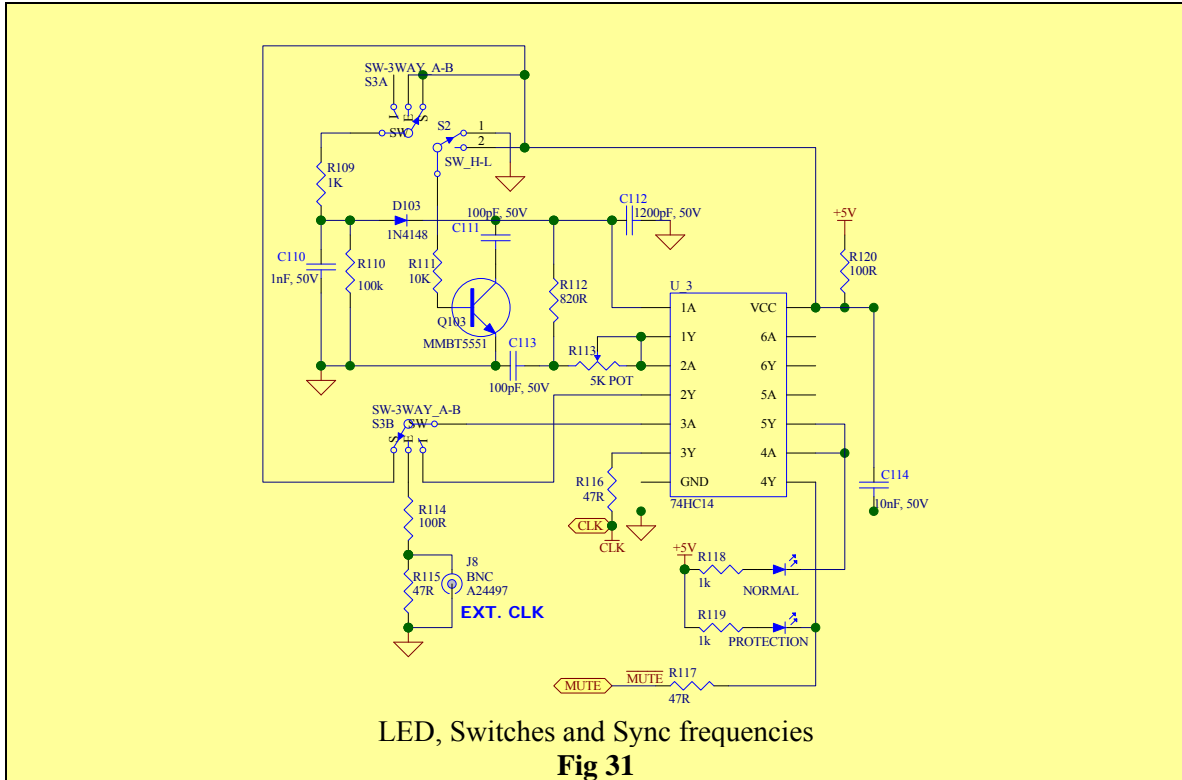 SW-3WAY_A-B
S3A
I
E
S
SW
S2
1
2
SW_H-L
R109
1K
D103
1N4148
100pF, 50V
C111
C112
1200pF, 50V
+5V
R120
100R
C110
1nF, 50V
R110
100k
R111
10K
R112
820R
Q103
MMBT5551
C113
100pF, 50V
R113
5K POT
U_3
1A
1Y
2A
2Y
3A
3Y
GND
VCC
6A
6Y
5A
5Y
4A
4Y
74HC14
SW-3WAY_A-B
S3B
SW
S
E
I
R116
47R
C114
10nF, 50V
R114
100R
CLK
CLK
R115
47R
J8
BNC
A24497
EXT. CLK
+5V
R118
1k
NORMAL
R119
1k
PROTECTION
MUTE
MUTE
R117
47R
LED, Switches and Sync frequencies
Fig 31